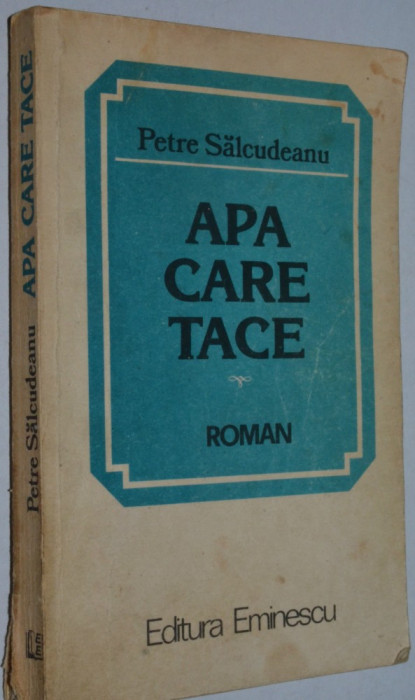 Petre Sălcudeanu
APA
CARE
TACE
ROMAN
Editura Eminescu
Petre Sălcudeanu APA CARE TACE